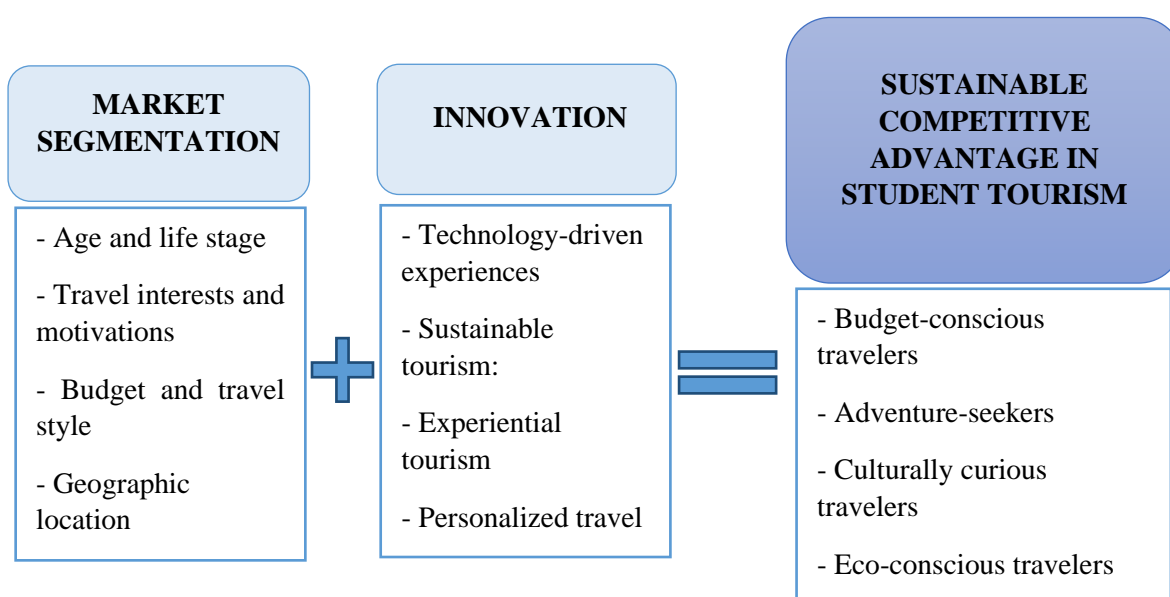 MARKET
SEGMENTATION
- Age and life stage
- Travel interests and
motivations
- Budget and travel
style
- Geographic
location
INNOVATION
- Technology-driven
experiences
- Sustainable
tourism:
- Experiential
tourism
- Personalized travel
SUSTAINABLE
COMPETITIVE
ADVANTAGE IN
STUDENT TOURISM
- Budget-conscious
travelers
- Adventure-seekers
- Culturally curious
travelers
- Eco-conscious travelers